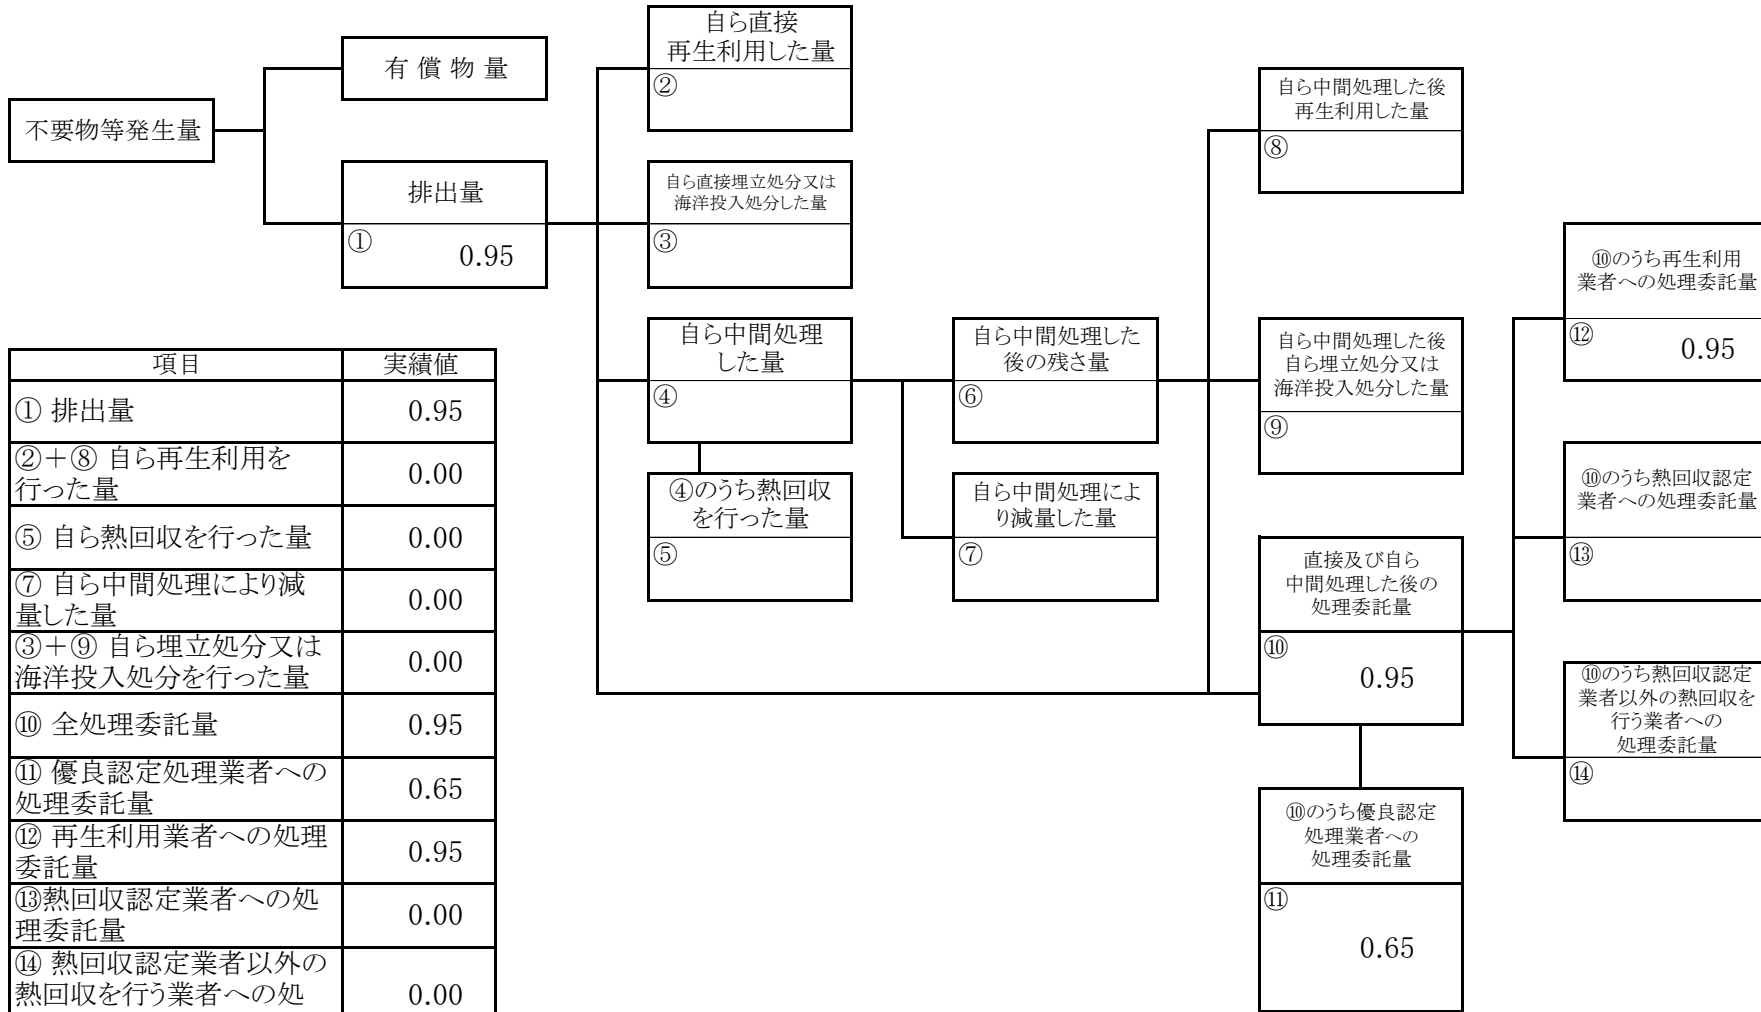 不要物等発生量
有 償 物 量
排出量
①
0.95
自ら直接
再生利用した量
②
自ら直接埋立処分又は
海洋投入処分した量
③
自ら中間処理
した量
④
④のうち熱回収
を行った量
⑤
自ら中間処理した
後の残さ量
⑥
自ら中間処理によ
り減量した量
⑦
自ら中間処理した後
再生利用した量
⑧
自ら中間処理した後
自ら埋立処分又は
海洋投入処分した量
⑨
直接及び自ら
中間処理した後の
処理委託量
⑩
0.95
⑩のうち優良認定
処理業者への
処理委託量
⑪
0.65
⑩のうち再生利用
業者への処理委託量
⑫
0.95
⑩のうち熱回収認定
業者への処理委託量
⑬
⑩のうち熱回収認定
業者以外の熱回収を
行う業者への
処理委託量
⑭
項目 実績値
① 排出量 0.95
②＋⑧ 自ら再生利用を
行った量 0.00
⑤ 自ら熱回収を行った量 0.00
⑦ 自ら中間処理により減
量した量 0.00
③＋⑨ 自ら埋立処分又は
海洋投入処分を行った量 0.00
⑩ 全処理委託量 0.95
⑪ 優良認定処理業者への
処理委託量 0.65
⑫ 再生利用業者への処理
委託量 0.95
⑬熱回収認定業者への処
理委託量 0.00
⑭ 熱回収認定業者以外の
熱回収を行う業者への処 0.00